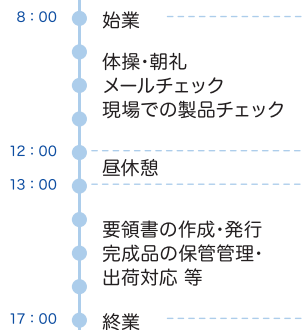 8：00 始業
体操・朝礼
メールチェック
現場での製品チェック
12：00
昼休憩
13：00
要領書の作成・発行
完成品の保管管理・
出荷対応 等
17：00 終業